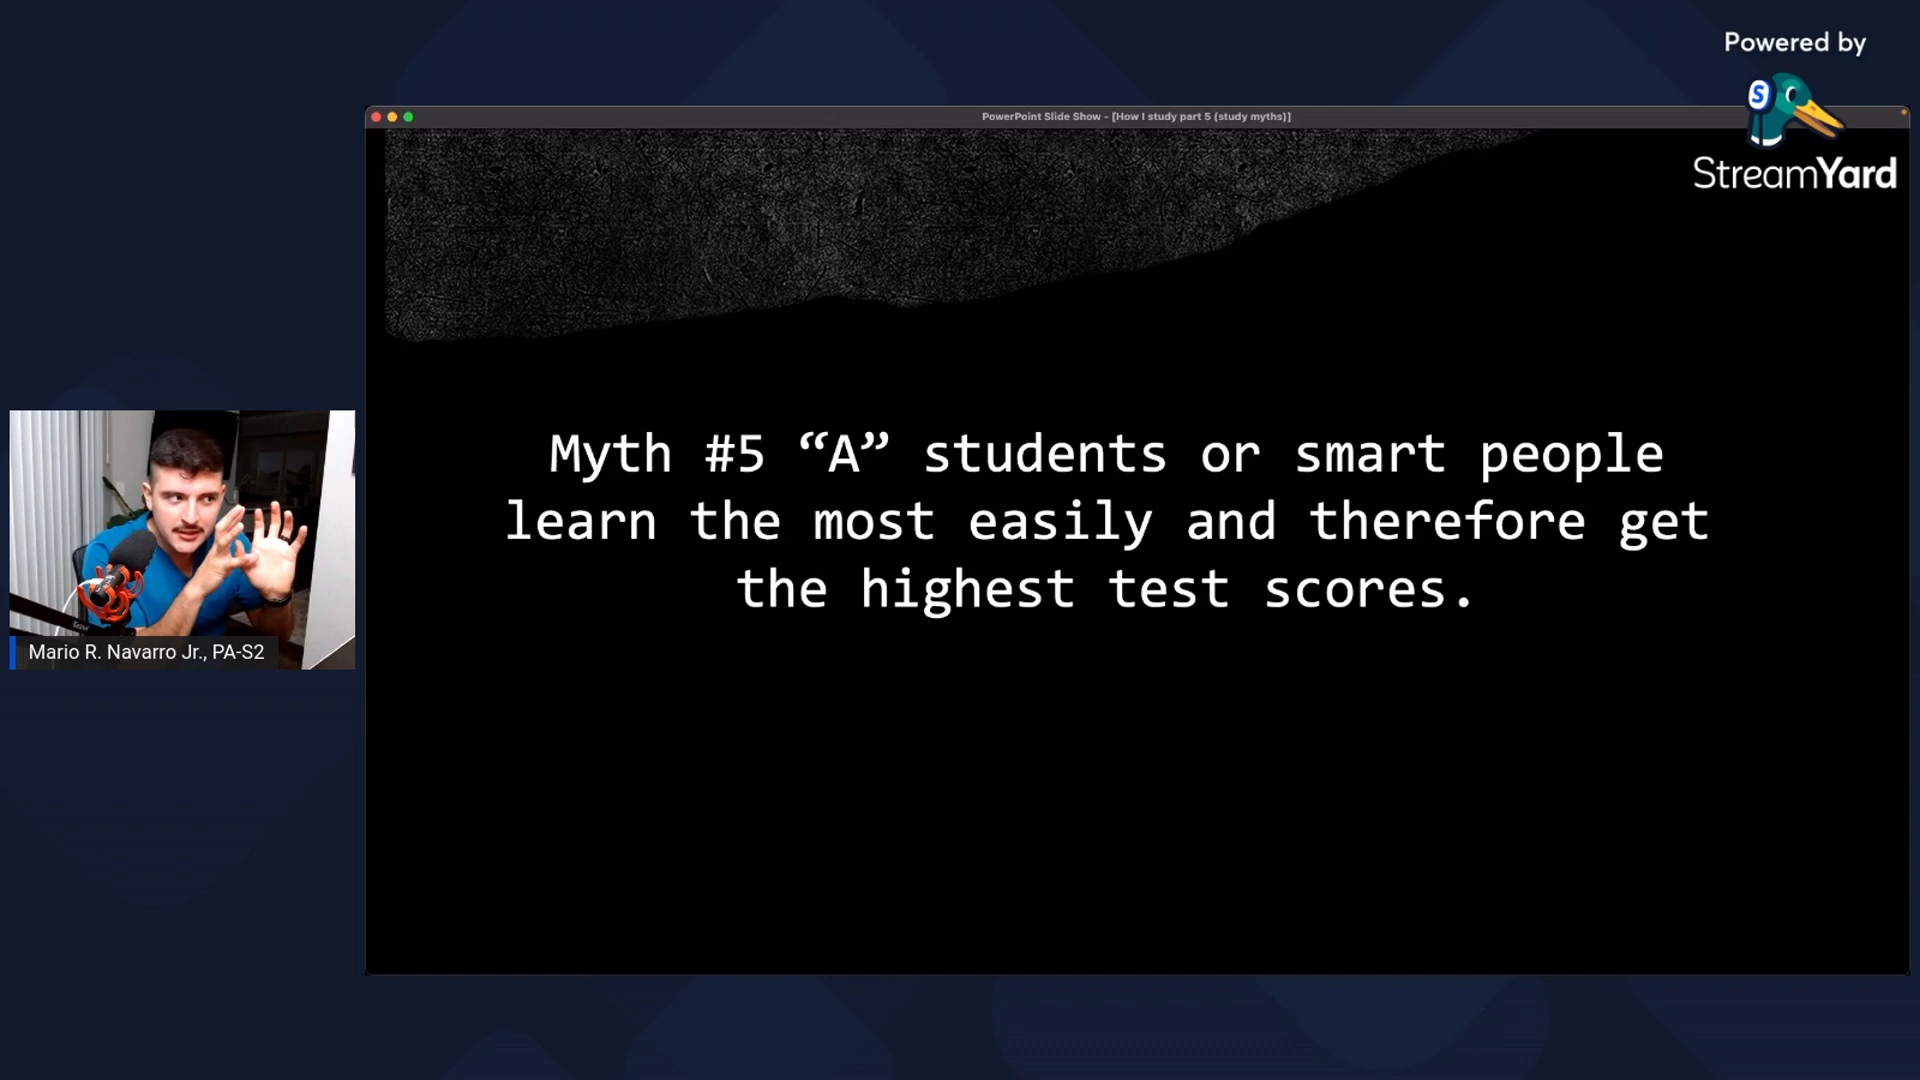 Powered by
S
StreamYard
PowerPoint Slide Show - [How I study part 5 (study myths)]
Myth #5 “A” students or smart people
learn the most easily and therefore get
the highest test scores.
Mario R. Navarro Jr., PA-S2